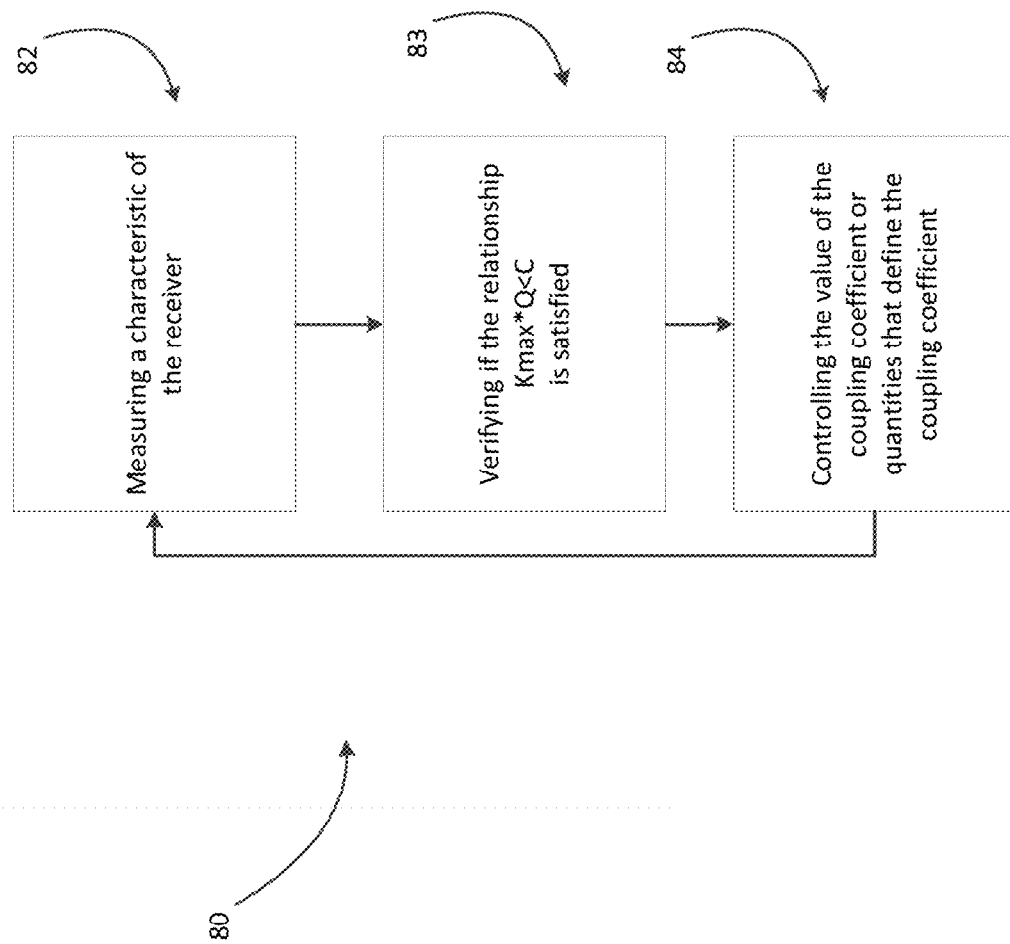 80
82
Measuring a characteristic of
the receiver
83
Verifying if the relationship
Kmax*Q<C
is satisfied
84
Controlling the value of the
coupling coefficient or
quantities that define the
coupling coefficient